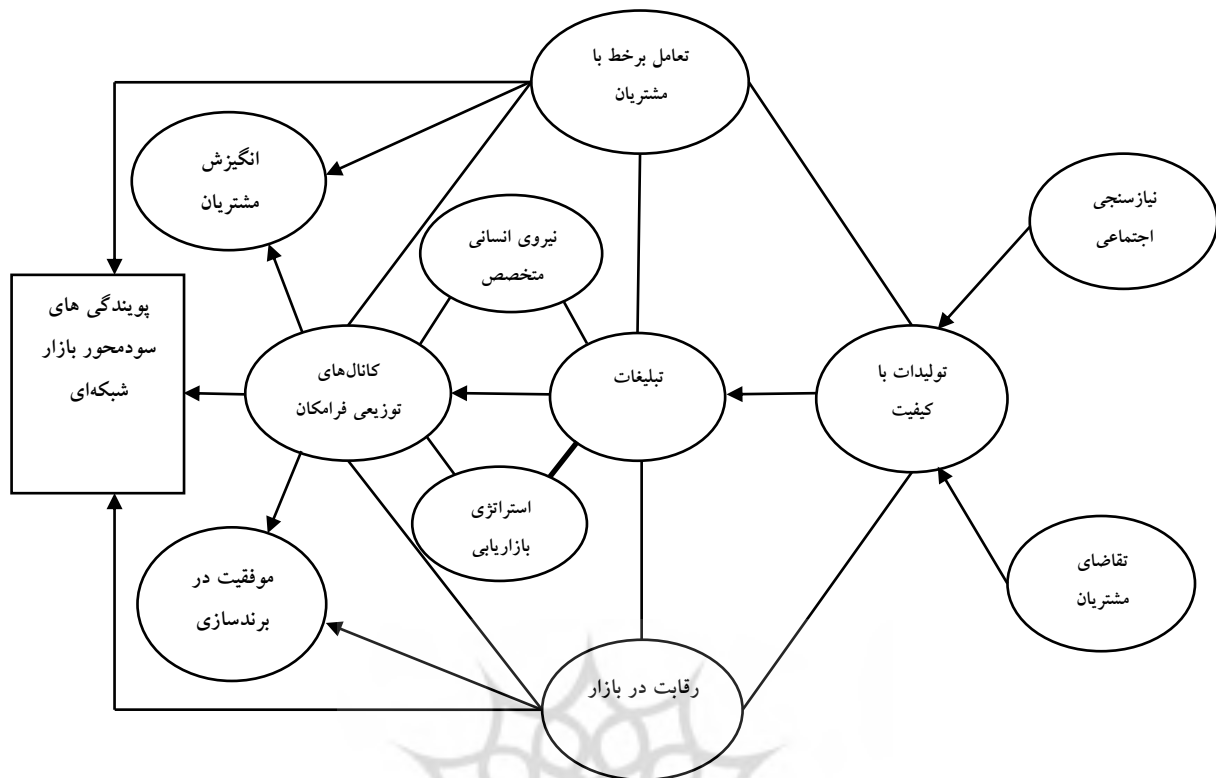 تعامل برخط با
مشتریان
انگیزش
مشتریان
نیازسنجی
اجتماعی
نیروی انسانی
متخصص
پویندگی های
سودمحور بازار
شبکه‌ای
کانال‌های
توزیعی فرامکان
تبلیغات
تولیدات با
کیفیت
استراتژی
بازاریابی
تقاضای
مشتریان
موفقیت در
برندسازی
رقابت در بازار